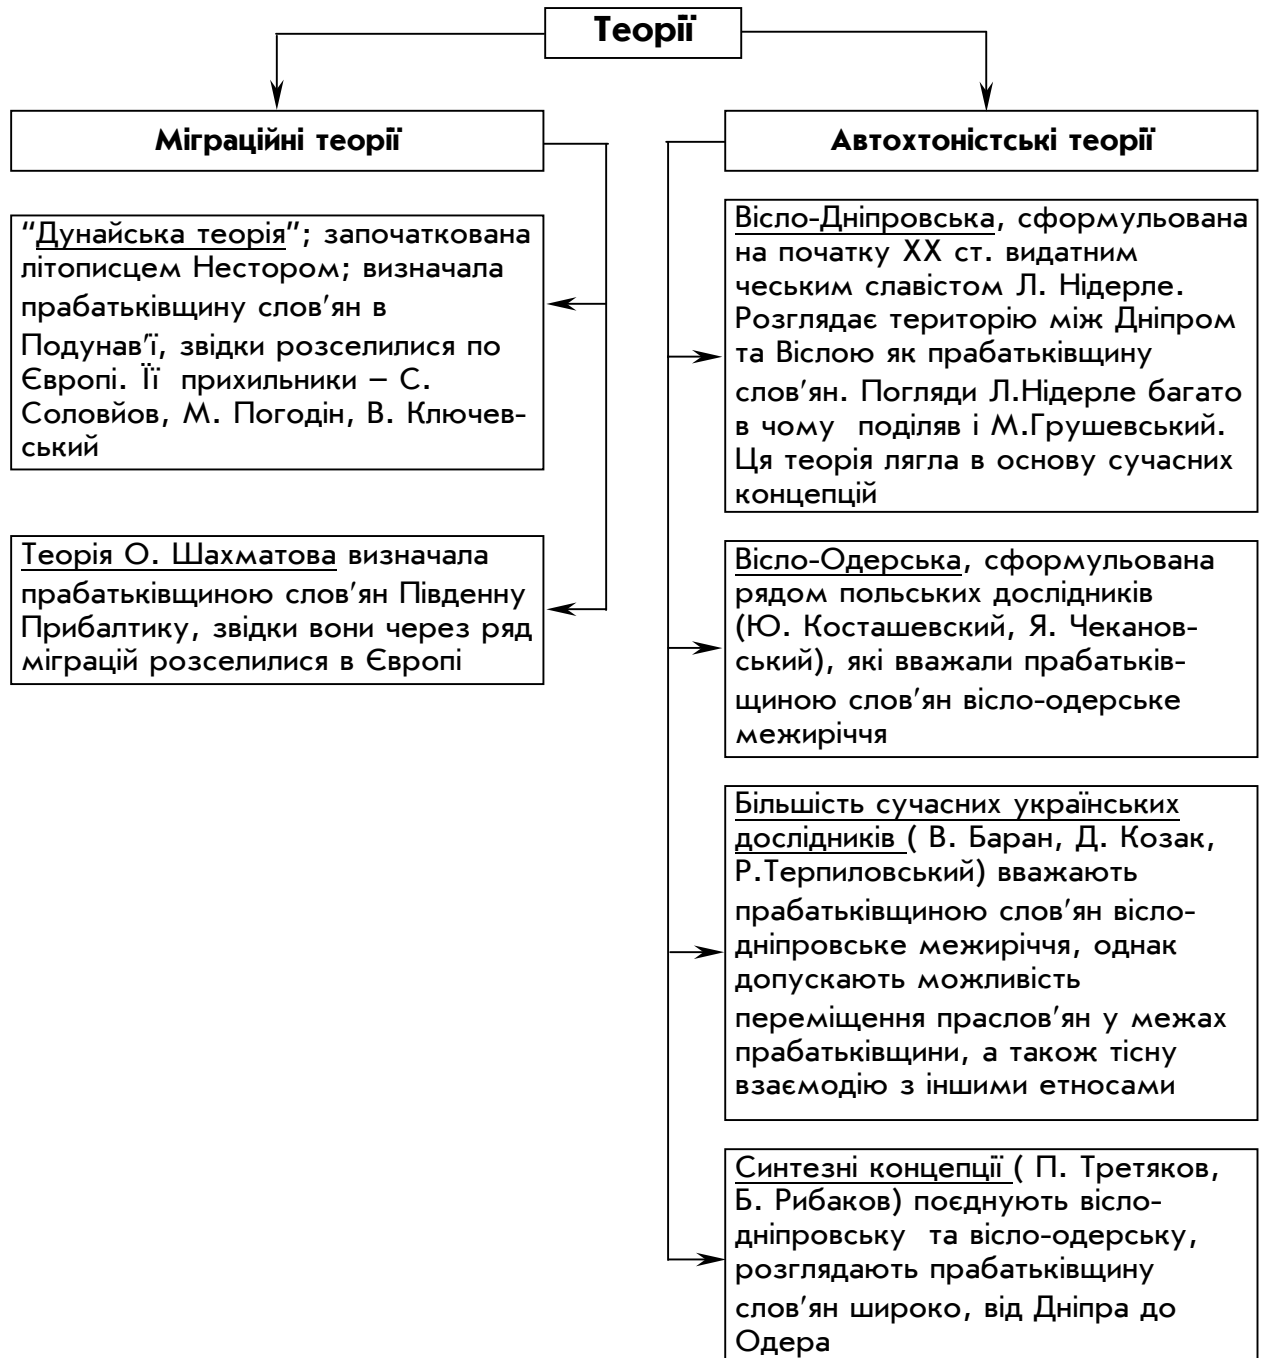 Теорії
Міграційні теорії
“Дунайська теорія”; започаткована
літописцем Нестором; визначала
прабатьківщину слов’ян в
Подунав’ї, звідки розселилися по
Європі. Її прихильники – С.
Соловйов, М. Погодін, В. Ключев-
ський
Теорія О. Шахматова визначала
прабатьківщиною слов’ян Південну
Прибалтику, звідки вони через ряд
міграцій розселилися в Європі
Автохтоністські теорії
Вісло-Дніпровська, сформульована
на початку ХХ ст. видатним
чеським славістом Л. Нідерле.
Розглядає територію між Дніпром
та Віслою як прабатьківщину
слов’ян. Погляди Л.Нідерле багато
в чому поділяв і М.Грушевський.
Ця теорія лягла в основу сучасних
концепцій
Вісло-Одерська, сформульована
рядом польських дослідників
(Ю. Косташевский, Я. Чеканов-
ський), які вважали прабатьків-
щиною слов’ян вісло-одерське
межиріччя
Більшість сучасних українських
дослідників ( В. Баран, Д. Козак,
Р.Терпиловський) вважають
прабатьківщиною слов’ян вісло-
дніпровське межиріччя, однак
допускають можливість
переміщення праслов’ян у межах
прабатьківщини, а також тісну
взаємодію з іншими етносами
Синтезні концепції ( П. Третяков,
Б. Рибаков) поєднують вісло-
дніпровську та вісло-одерську,
розглядають прабатьківщину
слов’ян широко, від Дніпра до
Одера